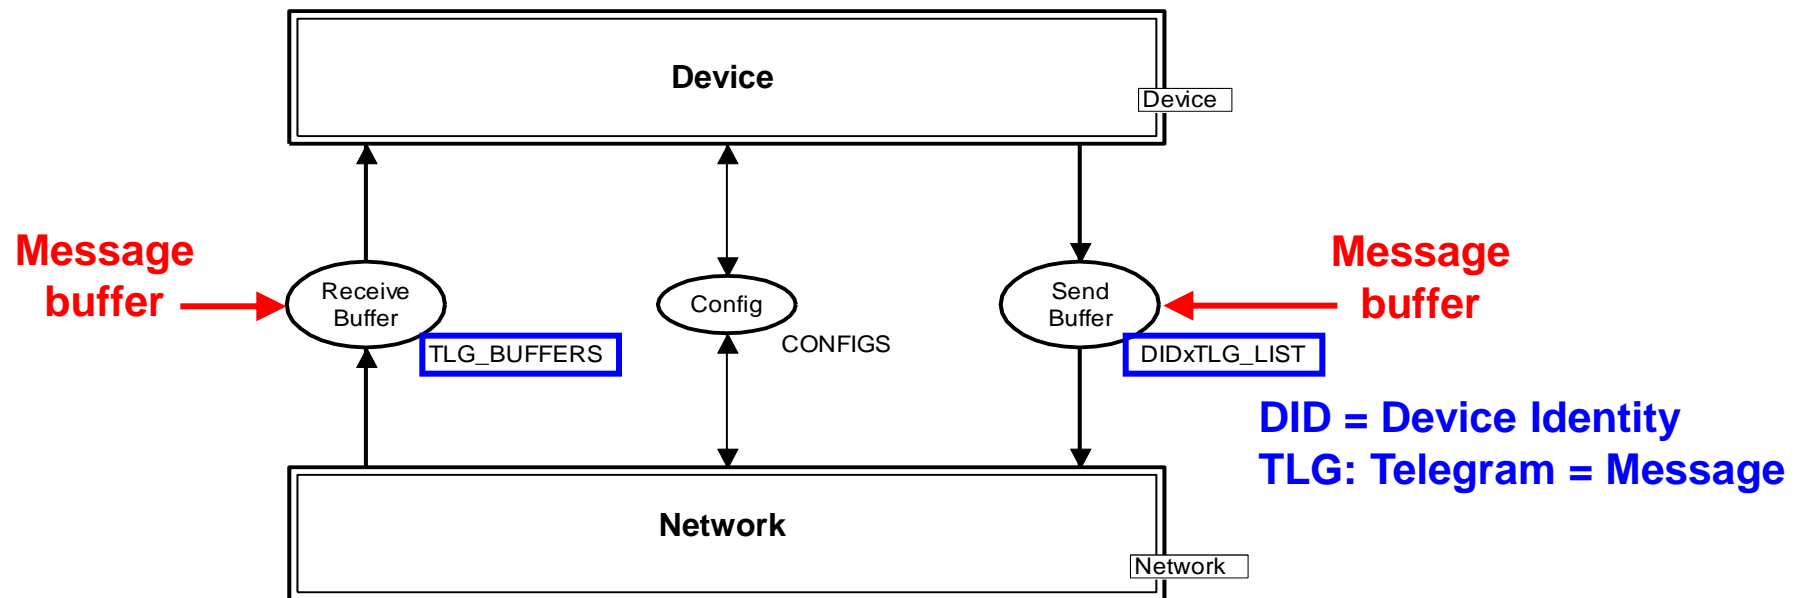 Device
Device
Message
buffer
Receive
Buffer
TLG_BUFFERS
Config
CONFIGS
Send
Buffer
DIDxTLG_LIST
Message
buffer
DID = Device Identity
TLG: Telegram = Message
Network
Network